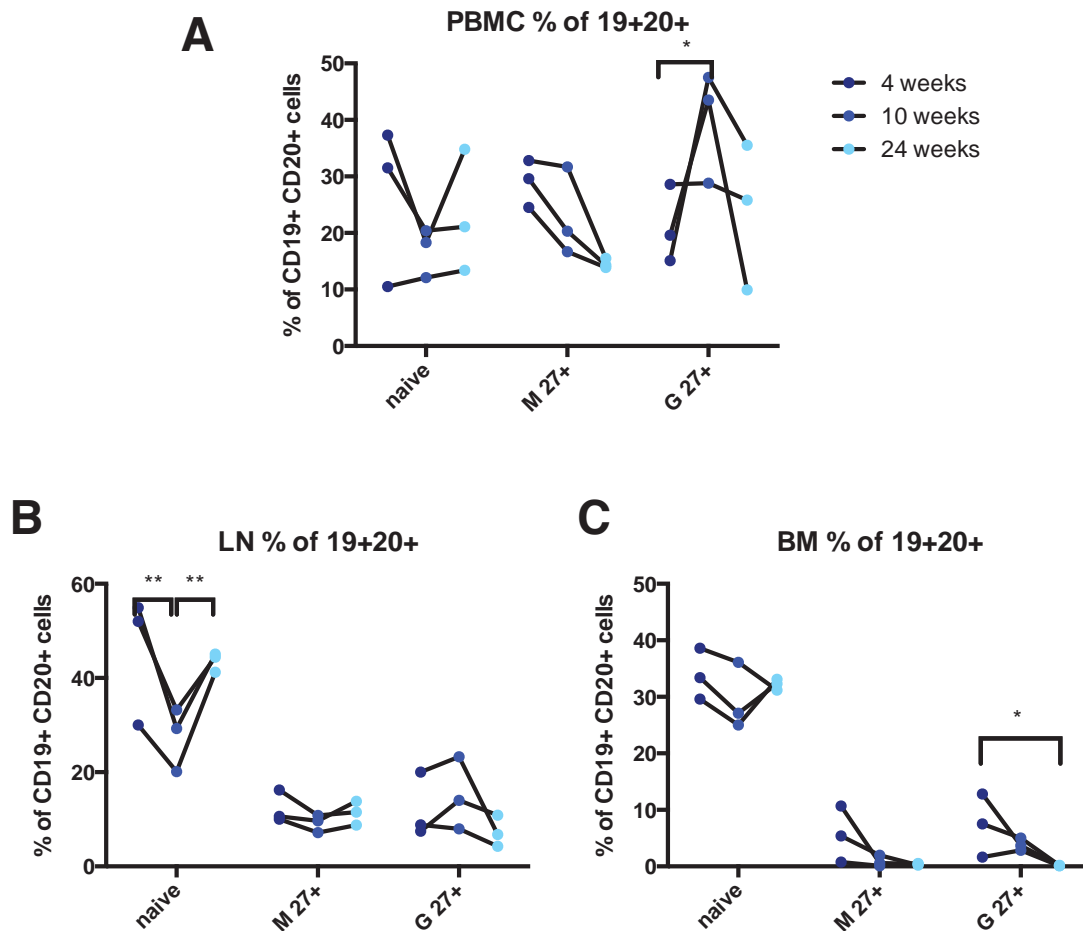 A
PBMC % of 19+20+
% of CD19+ CD20+ cells
50
40
30
20
10
0
*
naive
M 27+
G 27+
4 weeks
10 weeks
24 weeks
B
LN % of 19+20+
% of CD19+ CD20+ cells
60
40
20
0
** **
naive
M 27+
G 27+
C
BM % of 19+20+
% of CD19+ CD20+ cells
50
40
30
20
10
0
*
naive
M 27+
G 27+